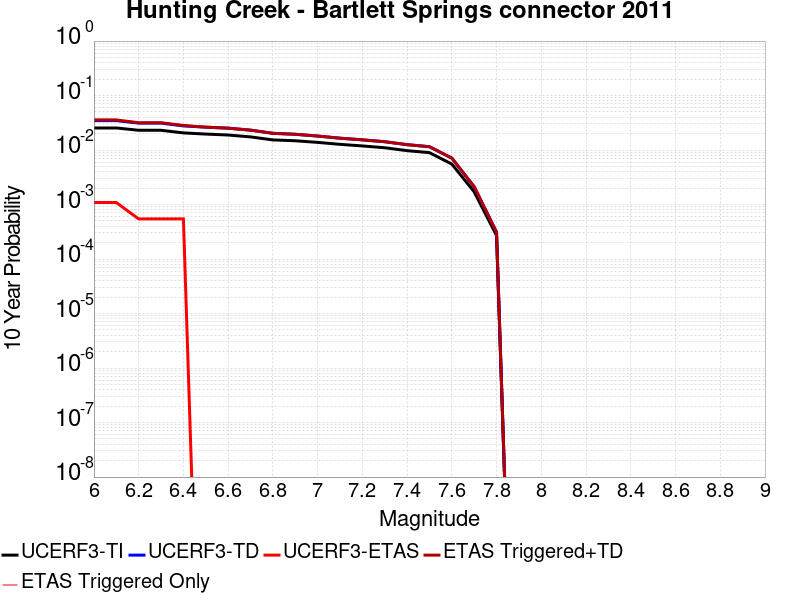 Hunting Creek - Bartlett Springs connector 2011
10^0
10^-1
10^-2
10^-3
10^-4
10^-5
10^-6
10^-7
10^-8
10 Year Probability
6 6.2 6.4 6.6 6.8 7 7.2 7.4 7.6 7.8 8 8.2 8.4 8.6 8.8 9
Magnitude
UCERF3-TI UCERF3-TD UCERF3-ETAS ETAS Triggered+TD
ETAS Triggered Only